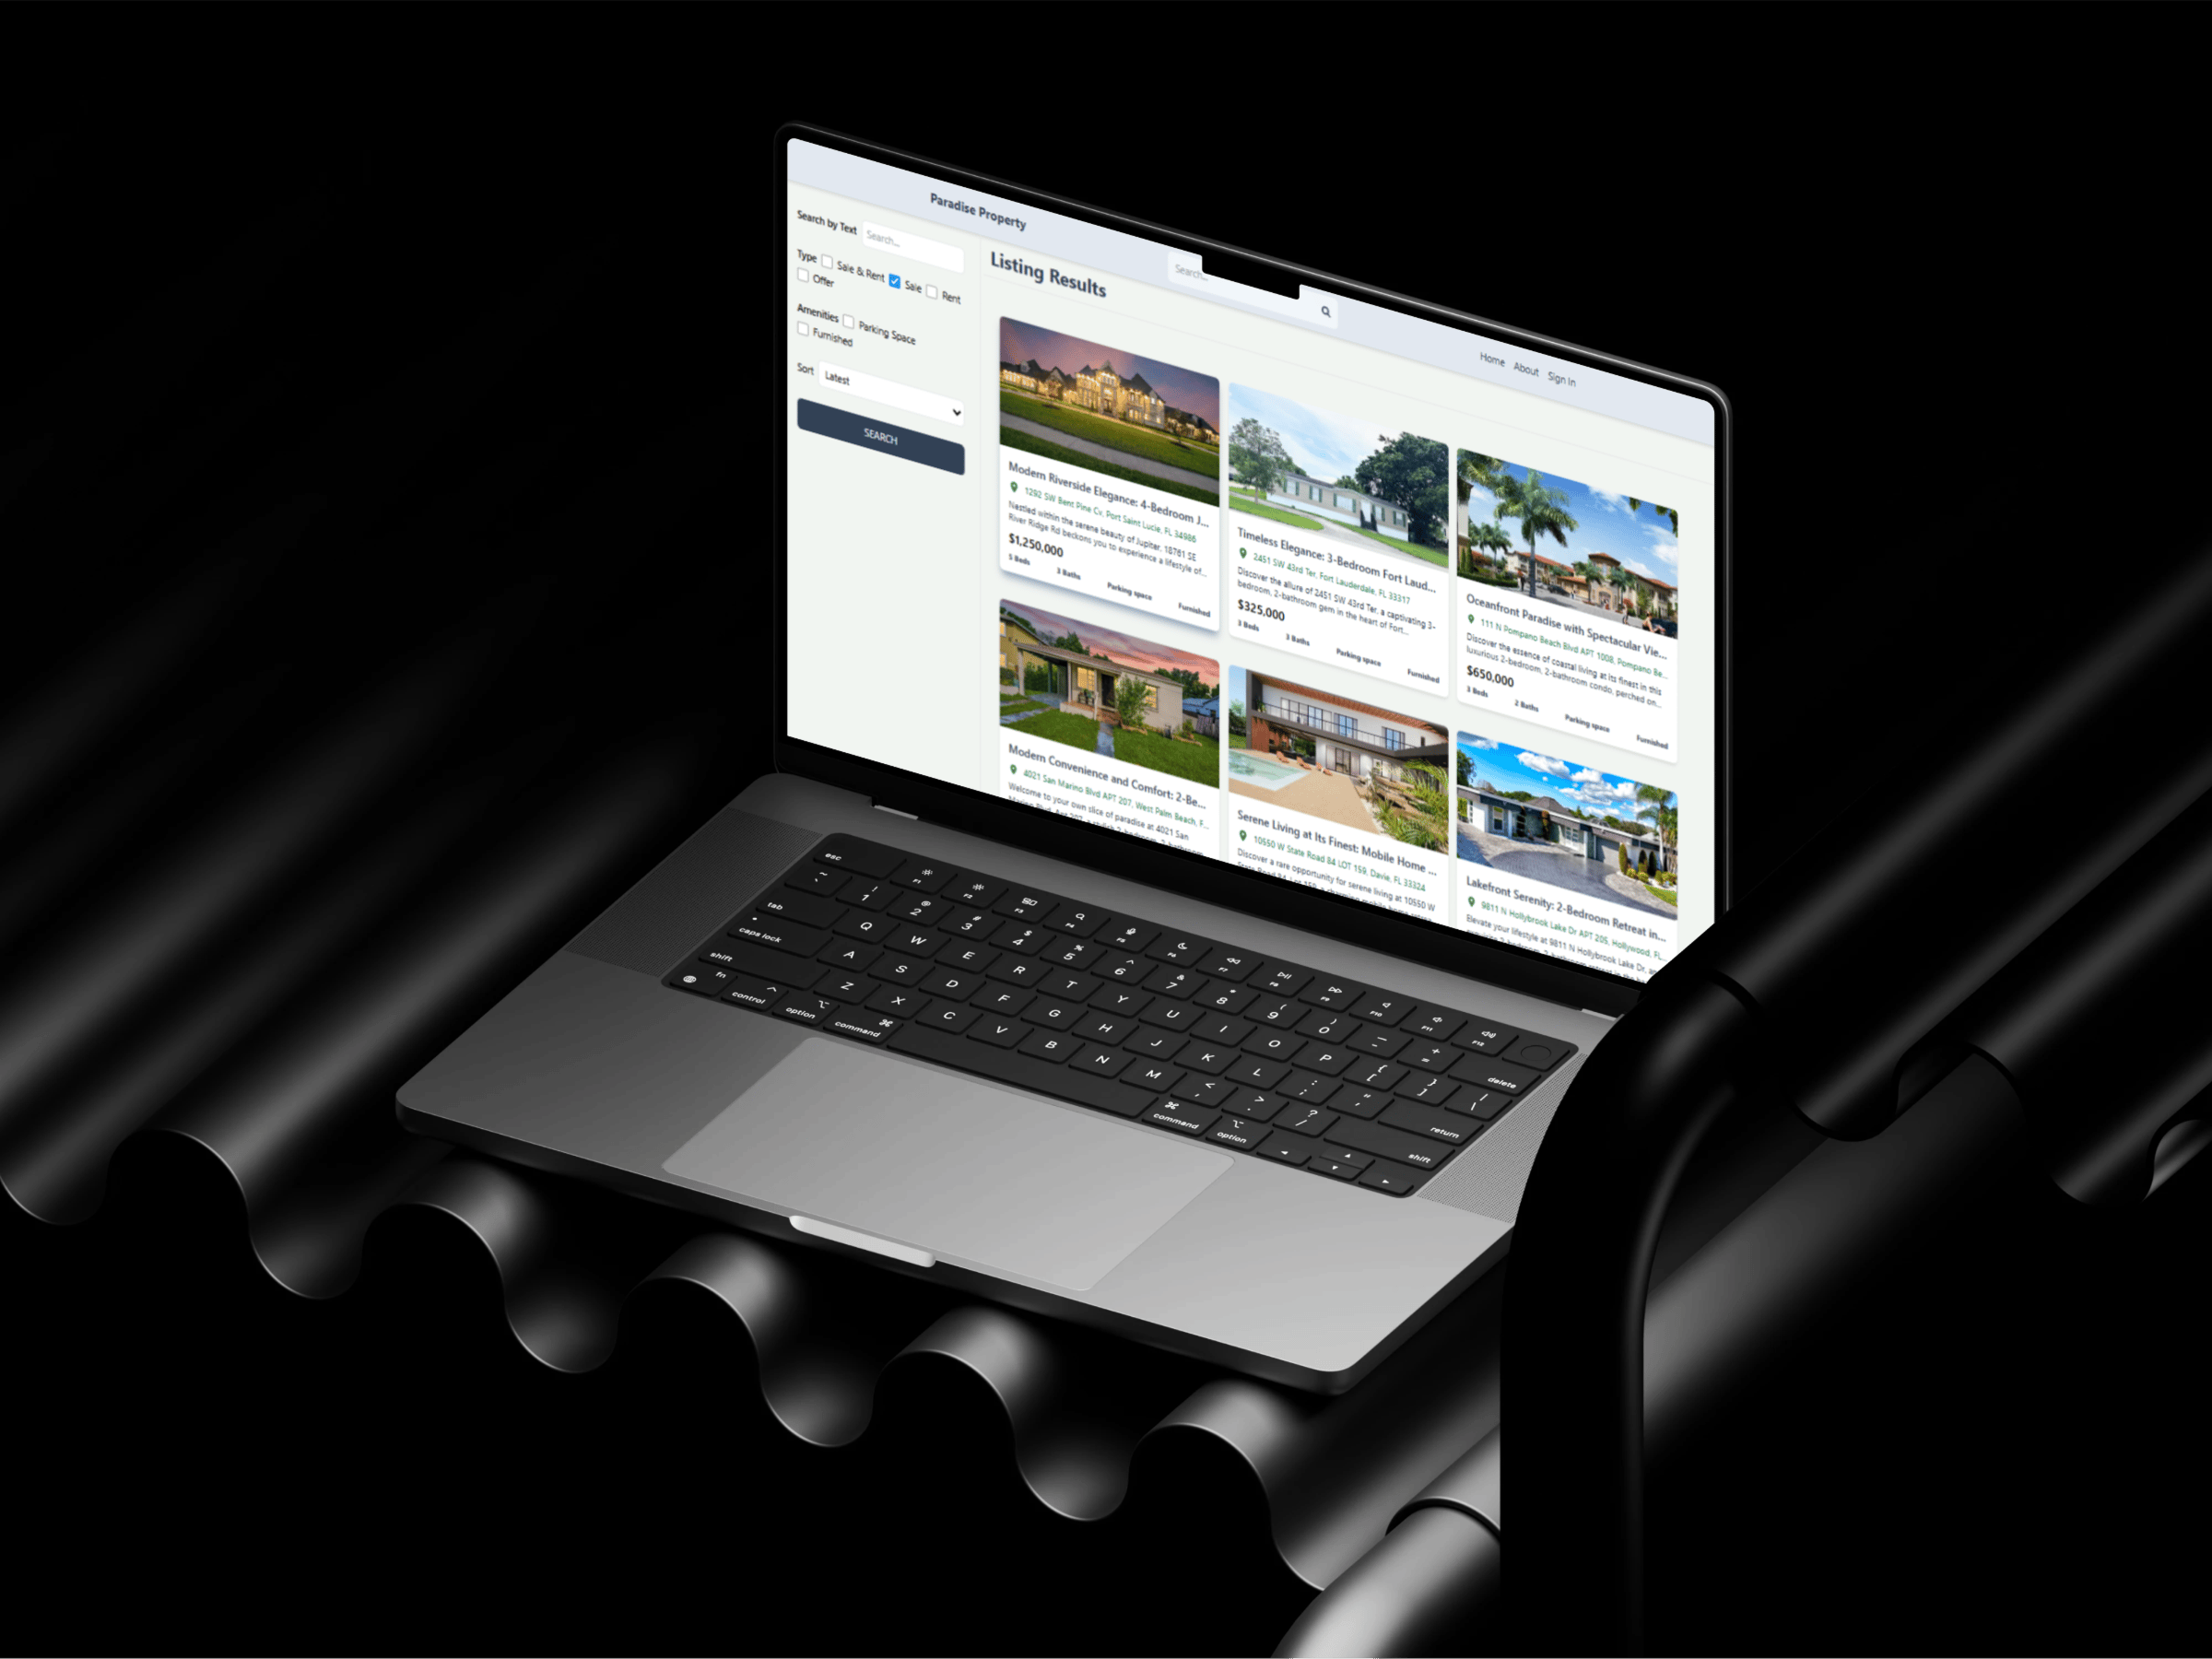 Paradise Property
Search...
Home About Sign In
Search by Text Search...
Type Sale & Rent Sale Rent
Offer
Amenities Parking Space
Furnished
Sort Latest
SEARCH
Listing Results
Modern Riverside Elegance: 4-Bedroom J...
1292 SW Bent Pine Cv, Port Saint Lucie, FL 34986
Nestled within the serene beauty of Jupiter, 18761 SE
River Ridge Rd beckons you to experience a lifestyle of...
$1,250,000
5 Beds 3 Baths Parking space Furnished
Timeless Elegance: 3-Bedroom Fort Laud...
2451 SW 43rd Ter, Fort Lauderdale, FL 33317
Discover the allure of 2451 SW 43rd Ter, a captivating 3-
bedroom, 2-bathroom gem in the heart of Fort...
$325,000
3 Beds 3 Baths Parking space Furnished
Oceanfront Paradise with Spectacular Vie...
111 N Pompano Beach Blvd APT 1008, Pompano Be...
Discover the essence of coastal living at its finest in this
luxurious 2-bedroom, 2-bathroom condo, perched on...
$650,000
3 Beds 2 Baths Parking space Furnished
Modern Convenience and Comfort: 2-Be...
4021 San Marino Blvd APT 207, West Palm Beach, F...
Welcome to your own slice of paradise at 4021 San
Serene Living at Its Finest: Mobile Home ...
10550 W State Road 84 LOT 159, Davie, FL 33324
Discover a rare opportunity for serene living at 10550 W
Lakefront Serenity: 2-Bedroom Retreat in...
9811 N Hollybrook Lake Dr APT 205, Hollywood, FL...
Elevate your lifestyle at 9811 N Hollybrook Lake Dr, an
esc F1 F2 F3 F4 F5 F6 F7 F8 F9 F10 F11 F12
~ ` ! 1 @ 2 # 3 $ 4 % 5 ^ 6 & 7 * 8 ( 9 ) 0 _ - + = delete
tab Q W E R T Y U I O P { [ } ] | \
caps lock A S D F G H J K L : ; " ' return
shift Z X C V B N M < , > . ? / shift
fn control option command command option